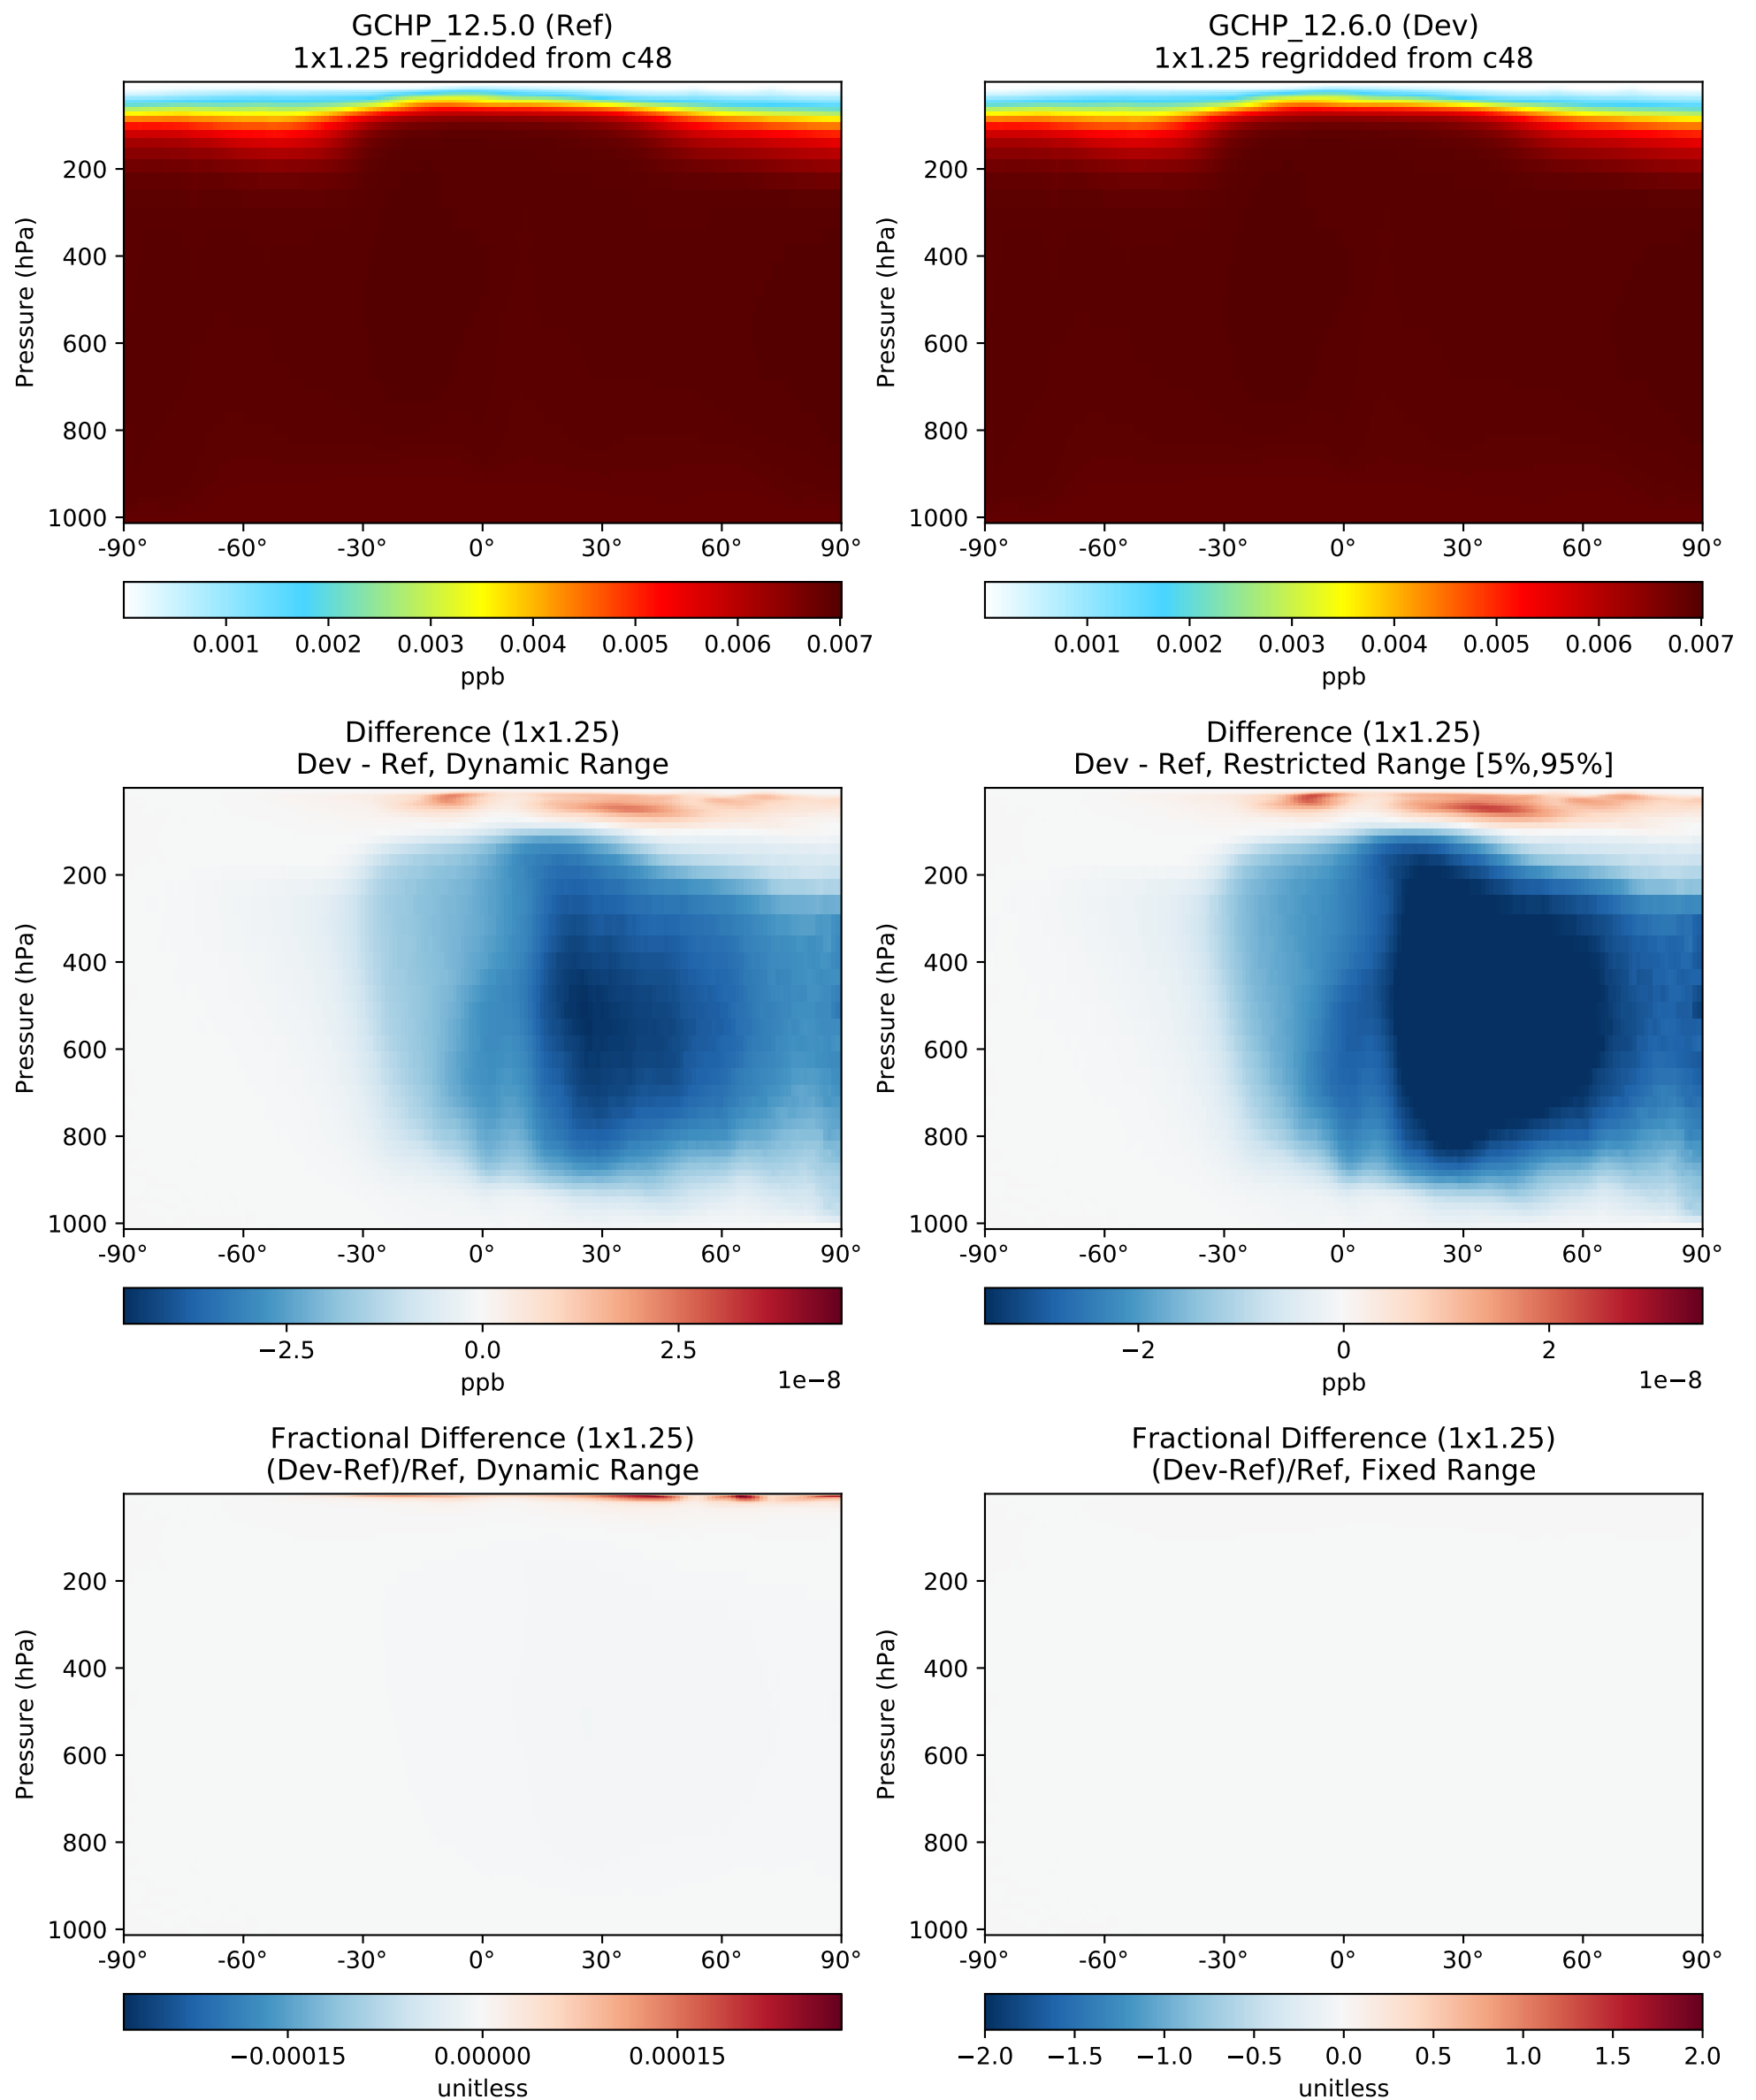 GCHP_12.5.0 (Ref)
1x1.25 regridded from c48
Pressure (hPa)
200
400
600
800
1000
-90° -60° -30° 0° 30° 60° 90°
0.001 0.002 0.003 0.004 0.005 0.006 0.007
ppb
GCHP_12.6.0 (Dev)
1x1.25 regridded from c48
Pressure (hPa)
200
400
600
800
1000
-90° -60° -30° 0° 30° 60° 90°
0.001 0.002 0.003 0.004 0.005 0.006 0.007
ppb
Difference (1x1.25)
Dev - Ref, Dynamic Range
Pressure (hPa)
200
400
600
800
1000
-90° -60° -30° 0° 30° 60° 90°
−2.5 0.0 2.5
1e−8
ppb
Difference (1x1.25)
Dev - Ref, Restricted Range [5%,95%]
Pressure (hPa)
200
400
600
800
1000
-90° -60° -30° 0° 30° 60° 90°
−2 0 2
1e−8
ppb
Fractional Difference (1x1.25)
(Dev-Ref)/Ref, Dynamic Range
Pressure (hPa)
200
400
600
800
1000
-90° -60° -30° 0° 30° 60° 90°
−0.00015 0.00000 0.00015
unitless
Fractional Difference (1x1.25)
(Dev-Ref)/Ref, Fixed Range
Pressure (hPa)
200
400
600
800
1000
-90° -60° -30° 0° 30° 60° 90°
−2.0 −1.5 −1.0 −0.5 0.0 0.5 1.0 1.5 2.0
unitless